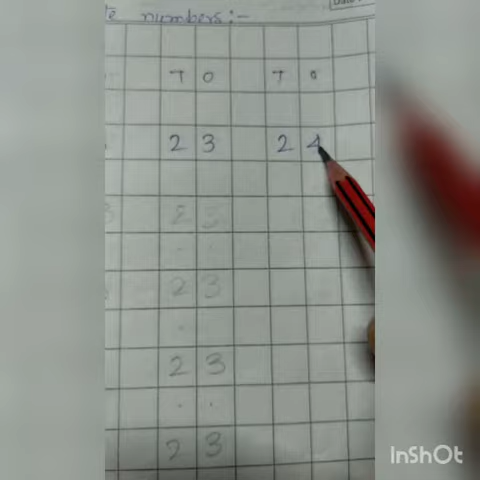 numbers:-
T O T O
2 3 2 4
2 3
2 3
2 3
2 3
InShOt